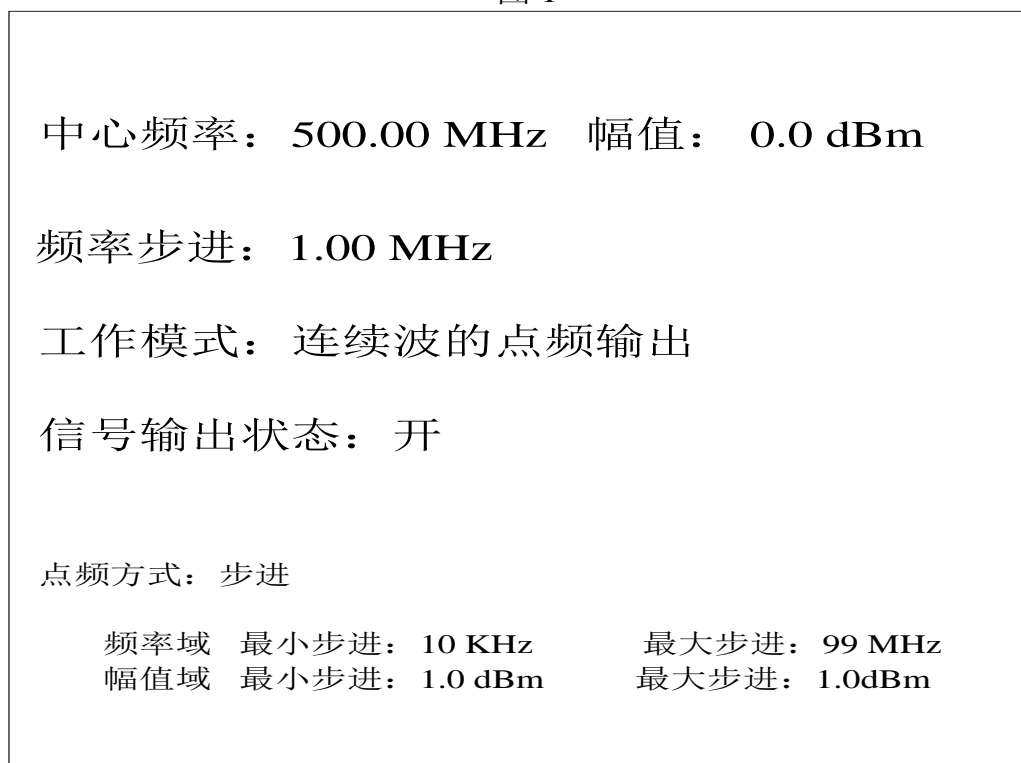 中心频率：500.00 MHz 幅值： 0.0 dBm
频率步进：1.00 MHz
工作模式：连续波的点频输出
信号输出状态：开
点频方式：步进
频率域 最小步进：10 KHz 最大步进：99 MHz
幅值域 最小步进：1.0 dBm 最大步进：1.0dBm